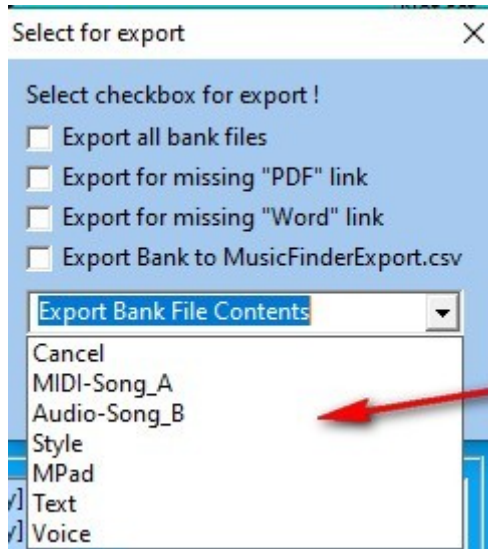 Select for export
Select checkbox for export !
Export all bank files
Export for missing "PDF" link
Export for missing "Word" link
Export Bank to MusicFinderExport.csv
Export Bank File Contents
Cancel
MIDI-Song_A
Audio-Song_B
Style
MPad
Text
Voice